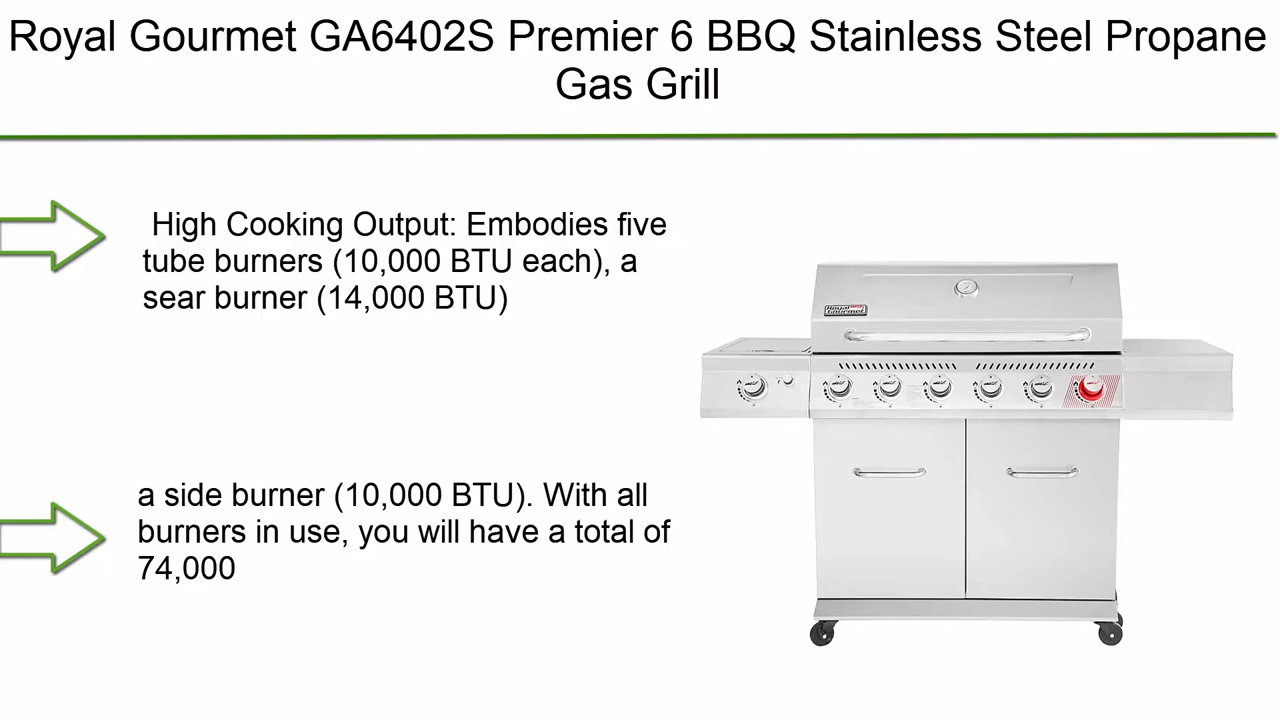 Royal Gourmet GA6402S Premier 6 BBQ Stainless Steel Propane
Gas Grill
High Cooking Output: Embodies five
tube burners (10,000 BTU each), a
sear burner (14,000 BTU)
Royal
Gourmet
a side burner (10,000 BTU). With all
burners in use, you will have a total of
74,000